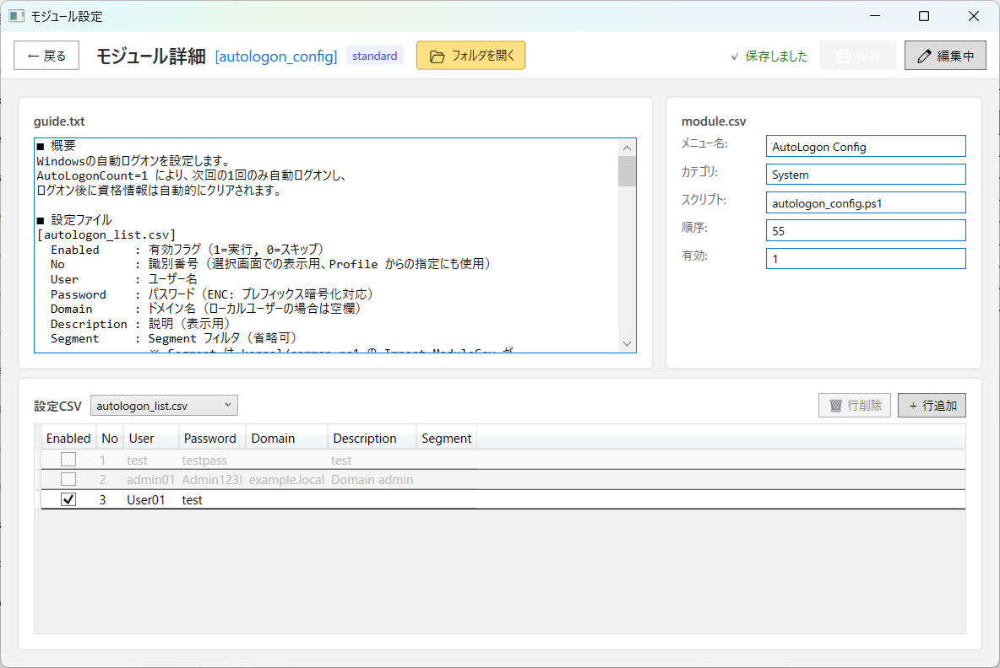 モジュール設定
← 戻る
モジュール詳細 [autologon_config] standard
フォルダを開く
✓ 保存しました
保存
編集中
guide.txt
■ 概要
Windowsの自動ログオンを設定します。
AutoLogonCount=1 により、次回の1回のみ自動ログオンし、
ログオン後に資格情報は自動的にクリアされます。
■ 設定ファイル
[autologon_list.csv]
Enabled : 有効フラグ（1=実行, 0=スキップ）
No : 識別番号（選択画面での表示用、Profile からの指定にも使用）
User : ユーザー名
Password : パスワード（ENC: プレフィックス暗号化対応）
Domain : ドメイン名（ローカルユーザーの場合は空欄）
Description : 説明（表示用）
Segment : Segment フィルタ（省略可）
※ Segment は kernel/common.ps1 の Import-ModuleCsv が
module.csv
メニュー名: AutoLogon Config
カテゴリ: System
スクリプト: autologon_config.ps1
順序: 55
有効: 1
設定CSV autologon_list.csv
行削除
+ 行追加
Enabled No User Password Domain Description Segment
1 test testpass test
2 admin01 Admin123! example.local Domain admin
3 User01 test